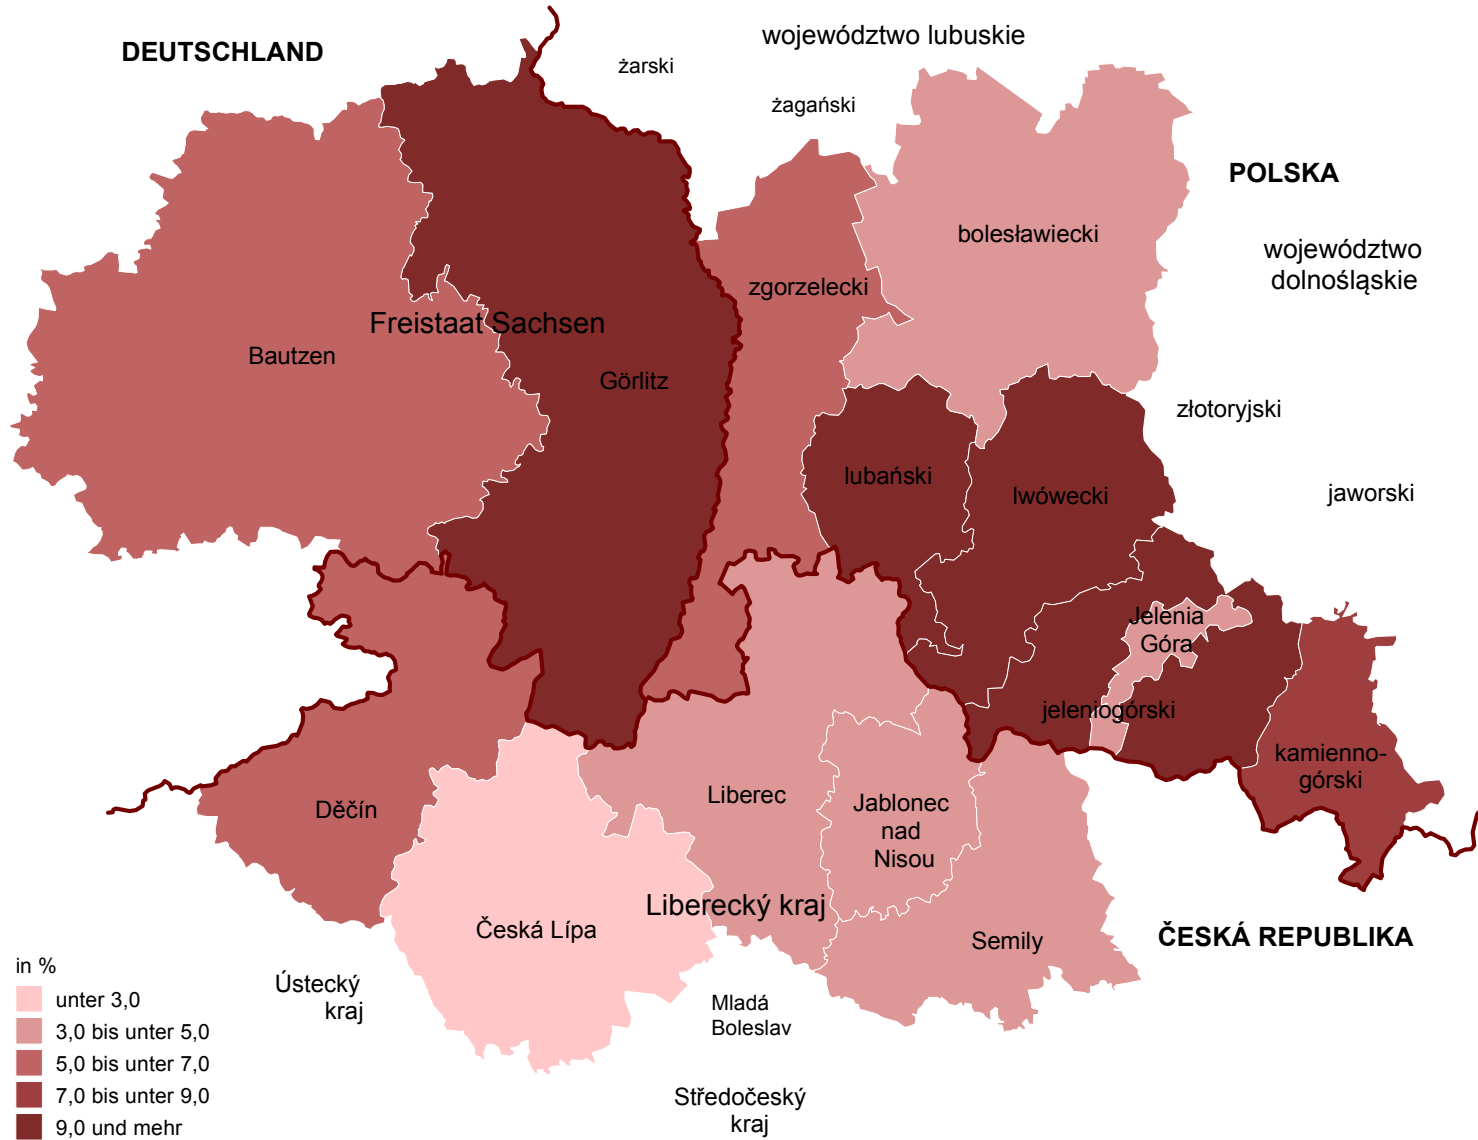 województwo lubuskie
DEUTSCHLAND
żarski
żagański
POLSKA
bolesławiecki
województwo
dolnośląskie
zgorzelecki
Freistaat Sachsen
Bautzen
Görlitz
złotoryjski
lubański
lwówecki
jaworski
Jelenia
Góra
jeleniogórski
kamienno-
górski
Liberec
Děčín
Jablonec
nad
Nisou
Liberecký kraj
Česká Lípa
Semily
ČESKÁ REPUBLIKA
Ústecký
kraj
Mladá
Boleslav
Středočeský
kraj
in %
unter 3,0
3,0 bis unter 5,0
5,0 bis unter 7,0
7,0 bis unter 9,0
9,0 und mehr